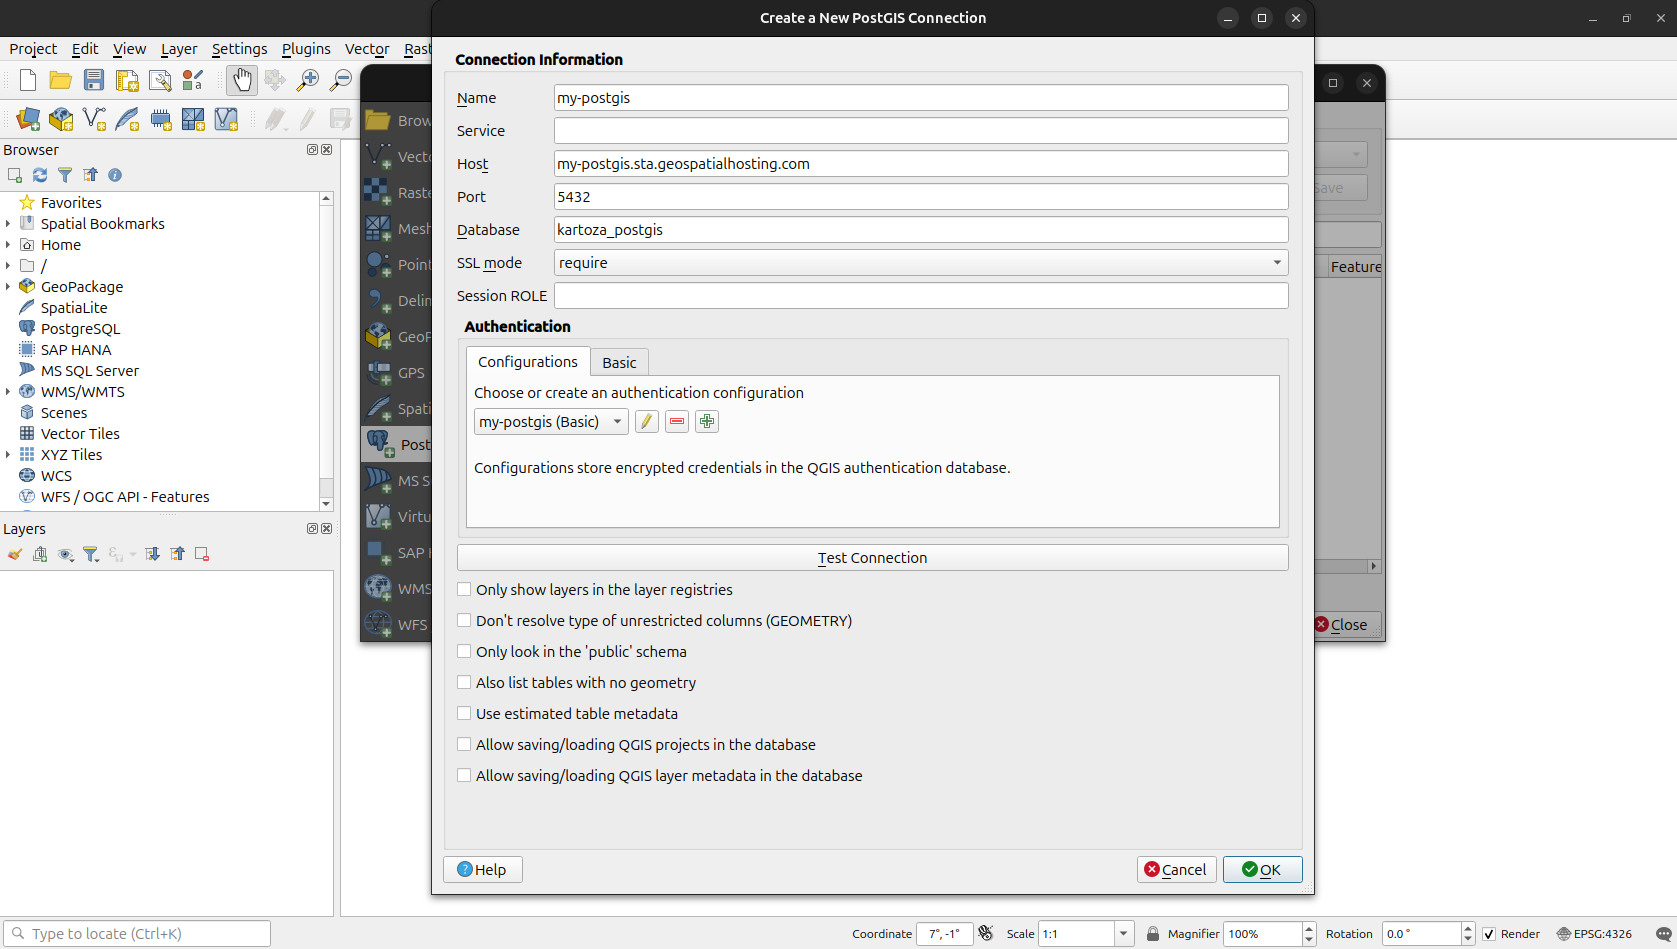 Create a New PostGIS Connection
Project Edit View Layer Settings Plugins Vector Rast
Connection Information
Name my-postgis
Service
Host my-postgis.sta.geospatialhosting.com
Port 5432
Database kartoza_postgis
SSL mode require
Session ROLE
Authentication
Configurations Basic
Choose or create an authentication configuration
my-postgis (Basic)
Configurations store encrypted credentials in the QGIS authentication database.
Test Connection
Only show layers in the layer registries
Don't resolve type of unrestricted columns (GEOMETRY)
Only look in the 'public' schema
Also list tables with no geometry
Use estimated table metadata
Allow saving/loading QGIS projects in the database
Allow saving/loading QGIS layer metadata in the database
Help Cancel OK
Browser
Favorites
Spatial Bookmarks
Home
/
GeoPackage
SpatiaLite
PostgreSQL
SAP HANA
MS SQL Server
WMS/WMTS
Scenes
Vector Tiles
XYZ Tiles
WCS
WFS / OGC API - Features
Layers
Brow
Vecto
Raste
Mesh
Point
Delin
GeoP
GPS
Spati
Post
MS S
Virtu
SAP H
WMS
WFS
Save
Feature
Close
Type to locate (Ctrl+K)
Coordinate 7°, -1° Scale 1:1 Magnifier 100% Rotation 0.0 ° Render EPSG:4326